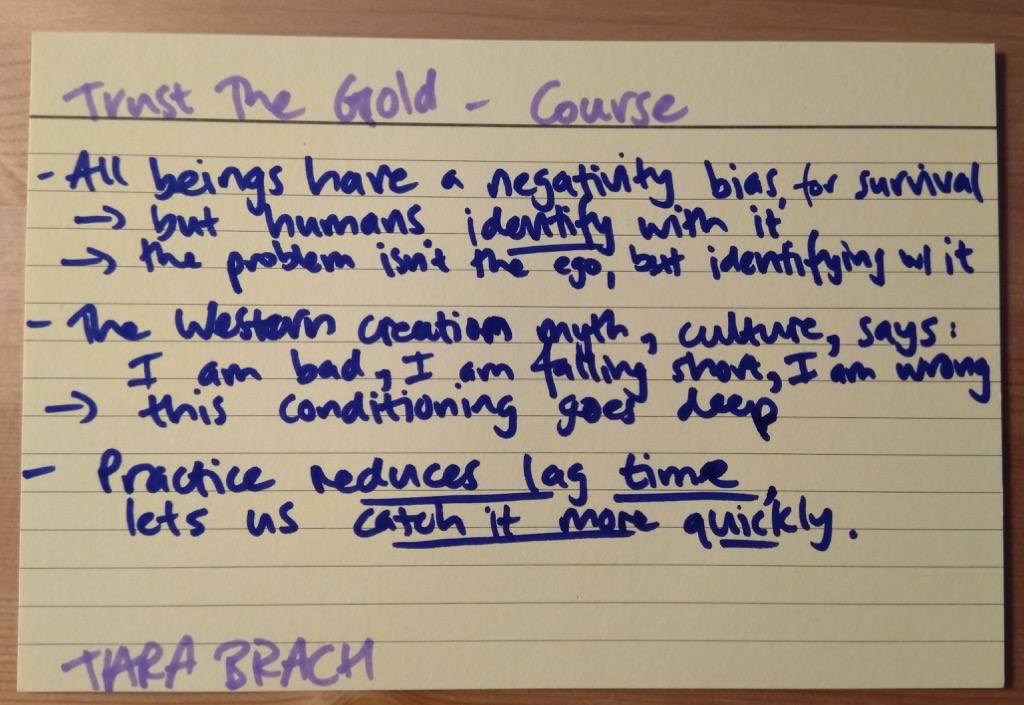 Trust The Gold - Course
- All beings have a negativity bias, for survival
→ but humans identify with it
→ the problem isn't the ego, but identifying w/ it
- The Western creation myth, culture, says:
I am bad, I am falling short, I am wrong
→ this conditioning goes deep
- Practice reduces lag time,
lets us catch it more quickly.
TARA BRACH